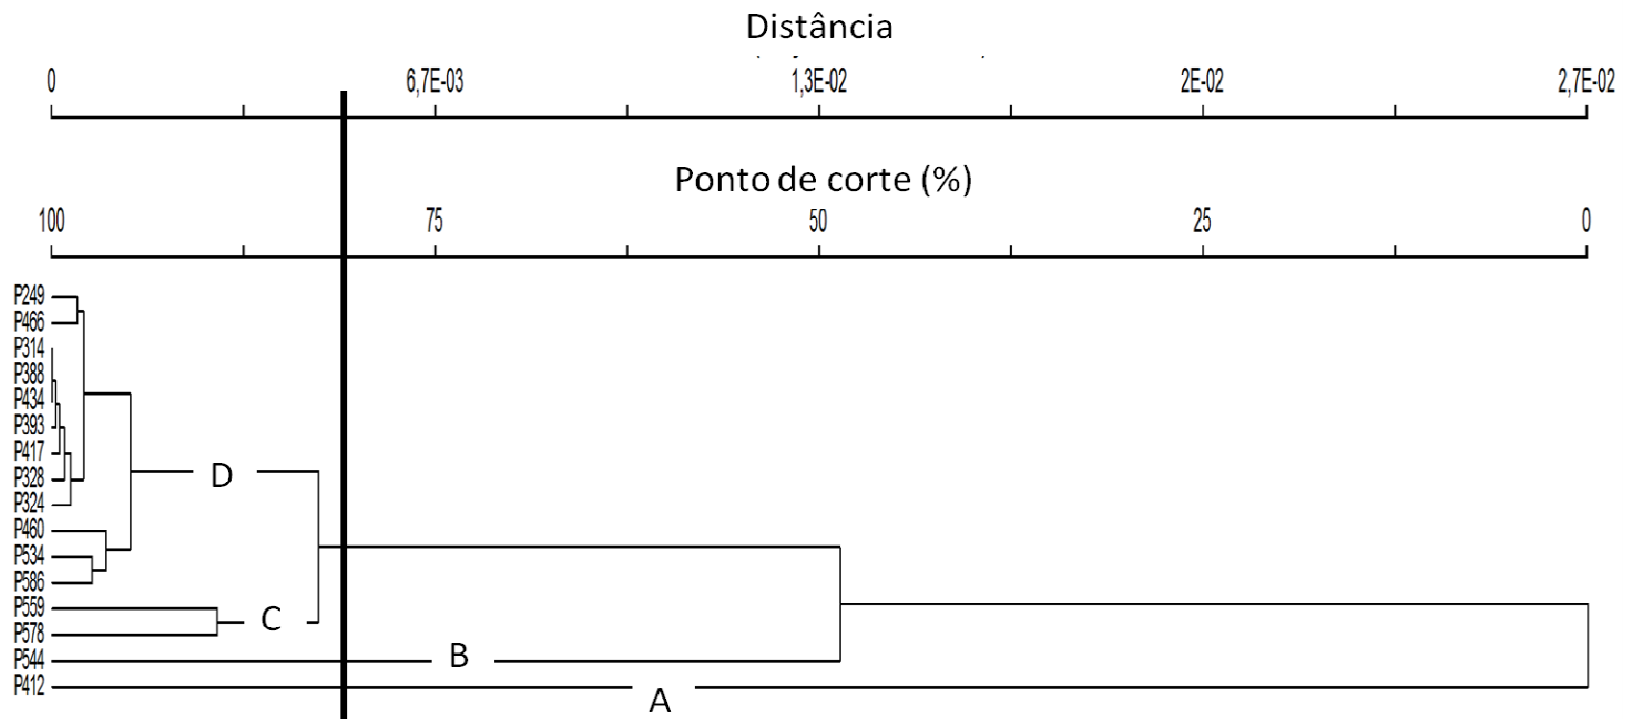 Distância
0 6,7E-03 1,3E-02 2E-02 2,7E-02
Ponto de corte (%)
100 75 50 25 0
P249
P466
P314
P388
P434
P393
P417
P328
D
P324
P460
P534
P586
P559
C
P578
P544
B
P412
A